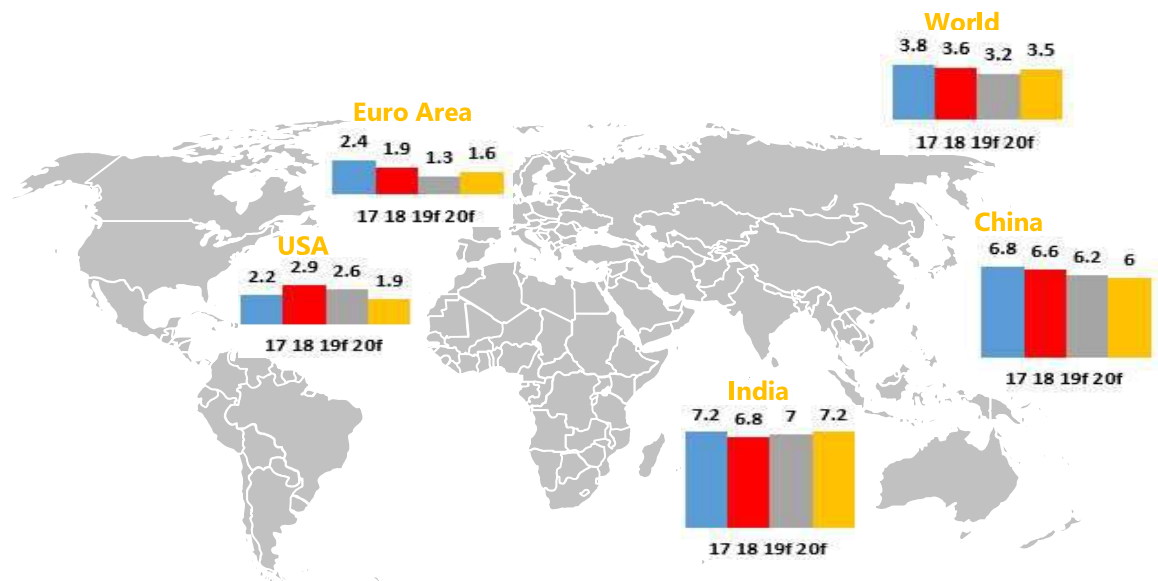 World
3.8 3.6 3.2 3.5
17 18 19f 20f
Euro Area
2.4 1.9 1.3 1.6
17 18 19f 20f
USA
2.2 2.9 2.6 1.9
17 18 19f 20f
China
6.8 6.6 6.2 6
17 18 19f 20f
India
7.2 6.8 7 7.2
17 18 19f 20f